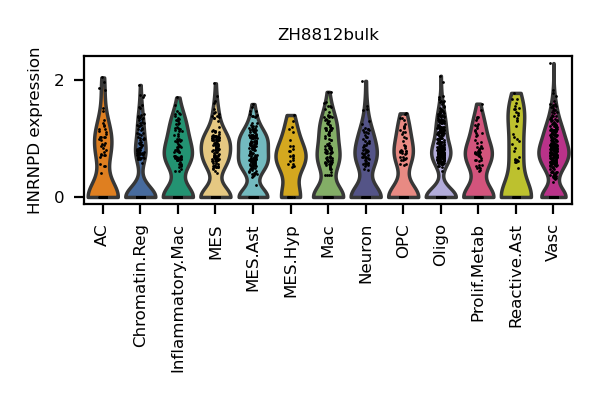 ZH8812bulk
HNRNPD expression
2
0
AC
Chromatin.Reg
Inflammatory.Mac
MES
MES.Ast
MES.Hyp
Mac
Neuron
OPC
Oligo
Prolif.Metab
Reactive.Ast
Vasc